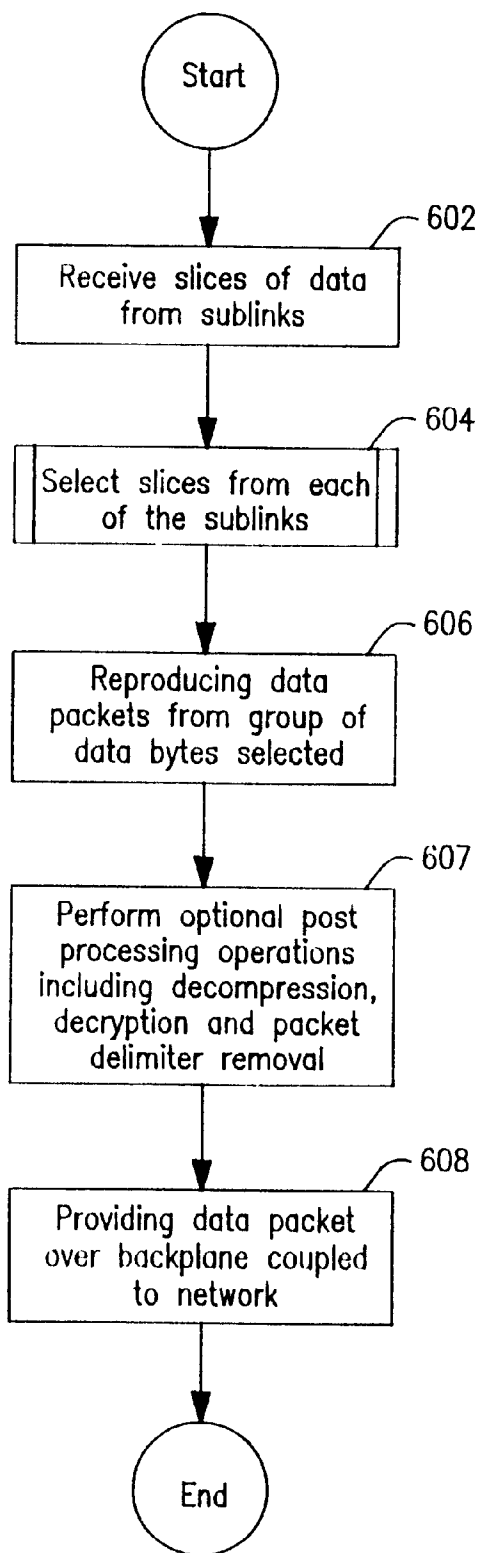 Start
602
Receive slices of data
from sublinks
604
Select slices from each
of the sublinks
606
Reproducing data
packets from group of
data bytes selected
607
Perform optional post
processing operations
including decompression,
decryption and packet
delimiter removal
608
Providing data packet
over backplane coupled
to network
End